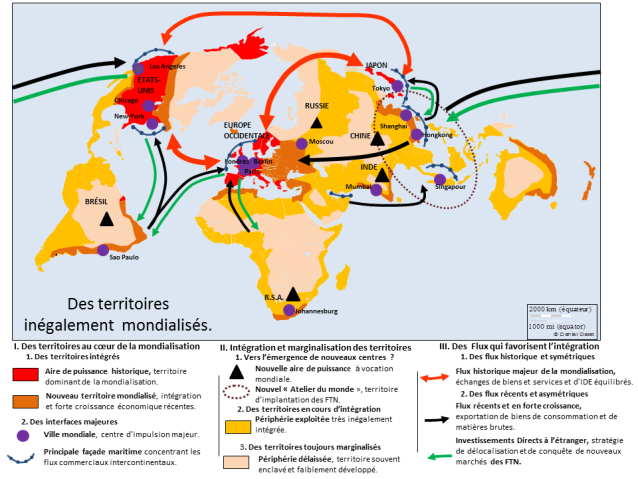 Los Angeles
ETATS-
UNIS
Chicago
New-York
EUROPE
OCCIDENTALE
Londres
Berlin
Paris
RUSSIE
Moscou
JAPON
Tokyo
CHINE
Shanghai
Hongkong
INDE
Mumbai
Singapour
BRÉSIL
Sao Paulo
R.S.A.
Johannesburg
Des territoires
inégalement mondialisés.
2000 km (équateur)
1000 mi (equator)
© Daniel Dalet
I. Des territoires au cœur de la mondialisation
1. Des territoires intégrés
Aire de puissance historique, territoire
dominant de la mondialisation.
Nouveau territoire mondialisé, intégration
et forte croissance économique récentes.
2. Des interfaces majeures
Ville mondiale, centre d'impulsion majeur.
Principale façade maritime concentrant les
flux commerciaux intercontinentaux.
II. Intégration et marginalisation des territoires
1. Vers l'émergence de nouveaux centres ?
Nouvelle aire de puissance à vocation
mondiale.
Nouvel « Atelier du monde », territoire
d'implantation des FTN.
2. Des territoires en cours d'intégration
Périphérie exploitée très inégalement
intégrée.
3. Des territoires toujours marginalisés
Périphérie délaissée, territoire souvent
enclavé et faiblement développé.
III. Des Flux qui favorisent l'intégration
1. Des flux historique et symétriques
Flux historique majeur de la mondialisation,
échanges de biens et services et d'IDE équilibrés.
2. Des flux récents et asymétriques
Flux récents et en forte croissance,
exportation de biens de consommation et de
matières brutes.
Investissements Directs à l'étranger, stratégie
de délocalisation et de conquête de nouveaux
marchés des FTN.